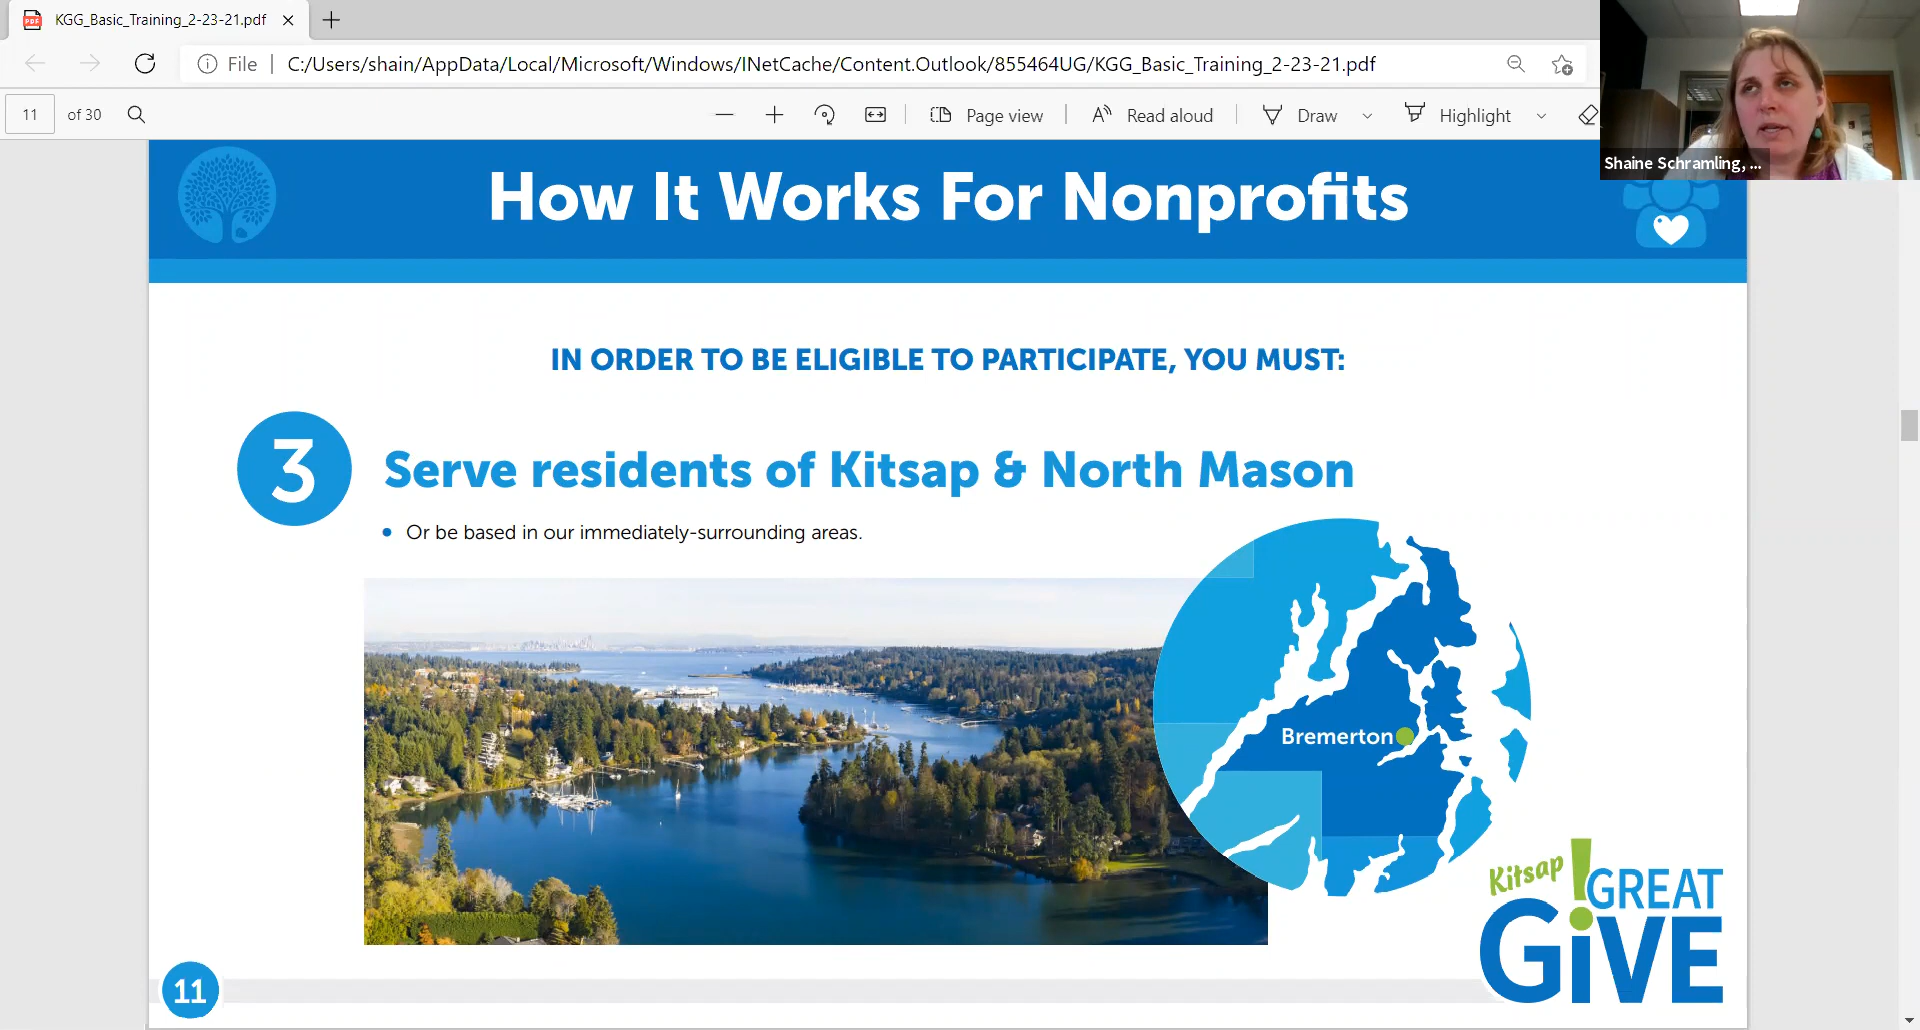 KGG_Basic_Training_2-23-21.pdf
File
C:/Users/shain/AppData/Local/Microsoft/Windows/INetCache/Content.Outlook/855464UG/KGG_Basic_Training_2-23-21.pdf
11 of 30
Page view
Read aloud
Draw
Highlight
Shaine Schramling, ...
How It Works For Nonprofits
IN ORDER TO BE ELIGIBLE TO PARTICIPATE, YOU MUST:
3 Serve residents of Kitsap & North Mason
• Or be based in our immediately-surrounding areas.
Bremerton
Kitsap
GREAT
GiVE
11